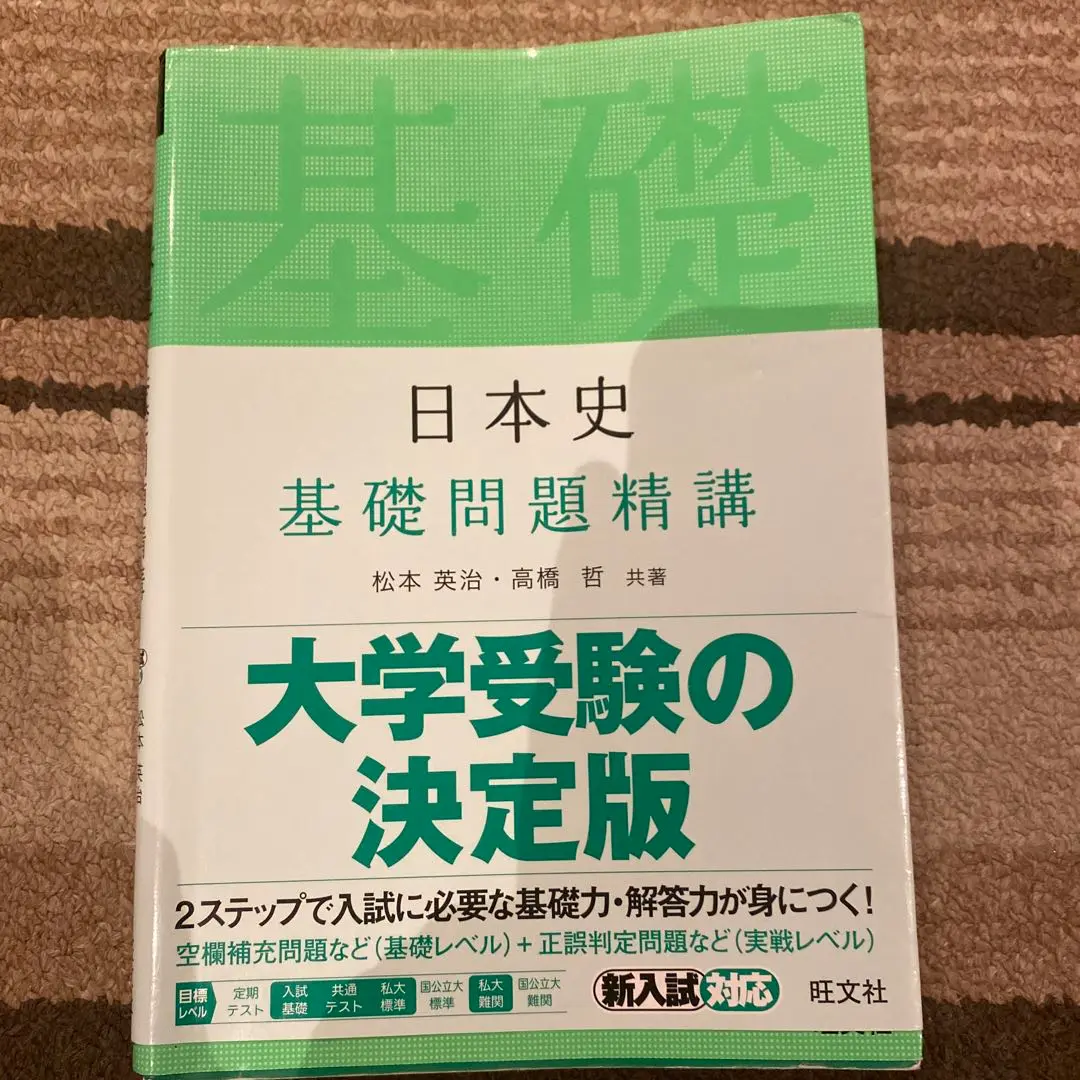 基礎
日本史
基礎問題精講
松本 英治・高橋 哲 共著
大学受験の
決定版
2ステップで入試に必要な基礎力・解答力が身につく!
空欄補充問題など(基礎レベル)+正誤判定問題など(実戦レベル)
目標レベル
定期テスト
入試基礎
共通テスト
私大標準
国公立大標準
私大難関
国公立大難関
新入試対応
旺文社
松本 英治